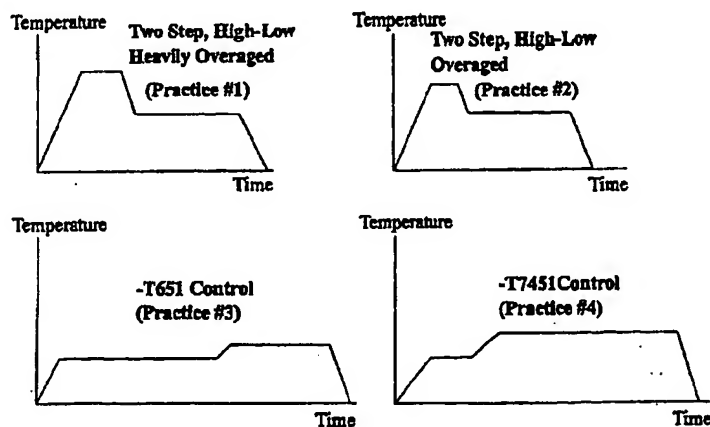 Temperature
Two Step, High-Low
Heavily Overaged
(Practice #1)
Time
Temperature
Two Step, High-Low
Overaged
(Practice #2)
Time
Temperature
-T651 Control
(Practice #3)
Time
Temperature
-T7451Control
(Practice #4)
Time